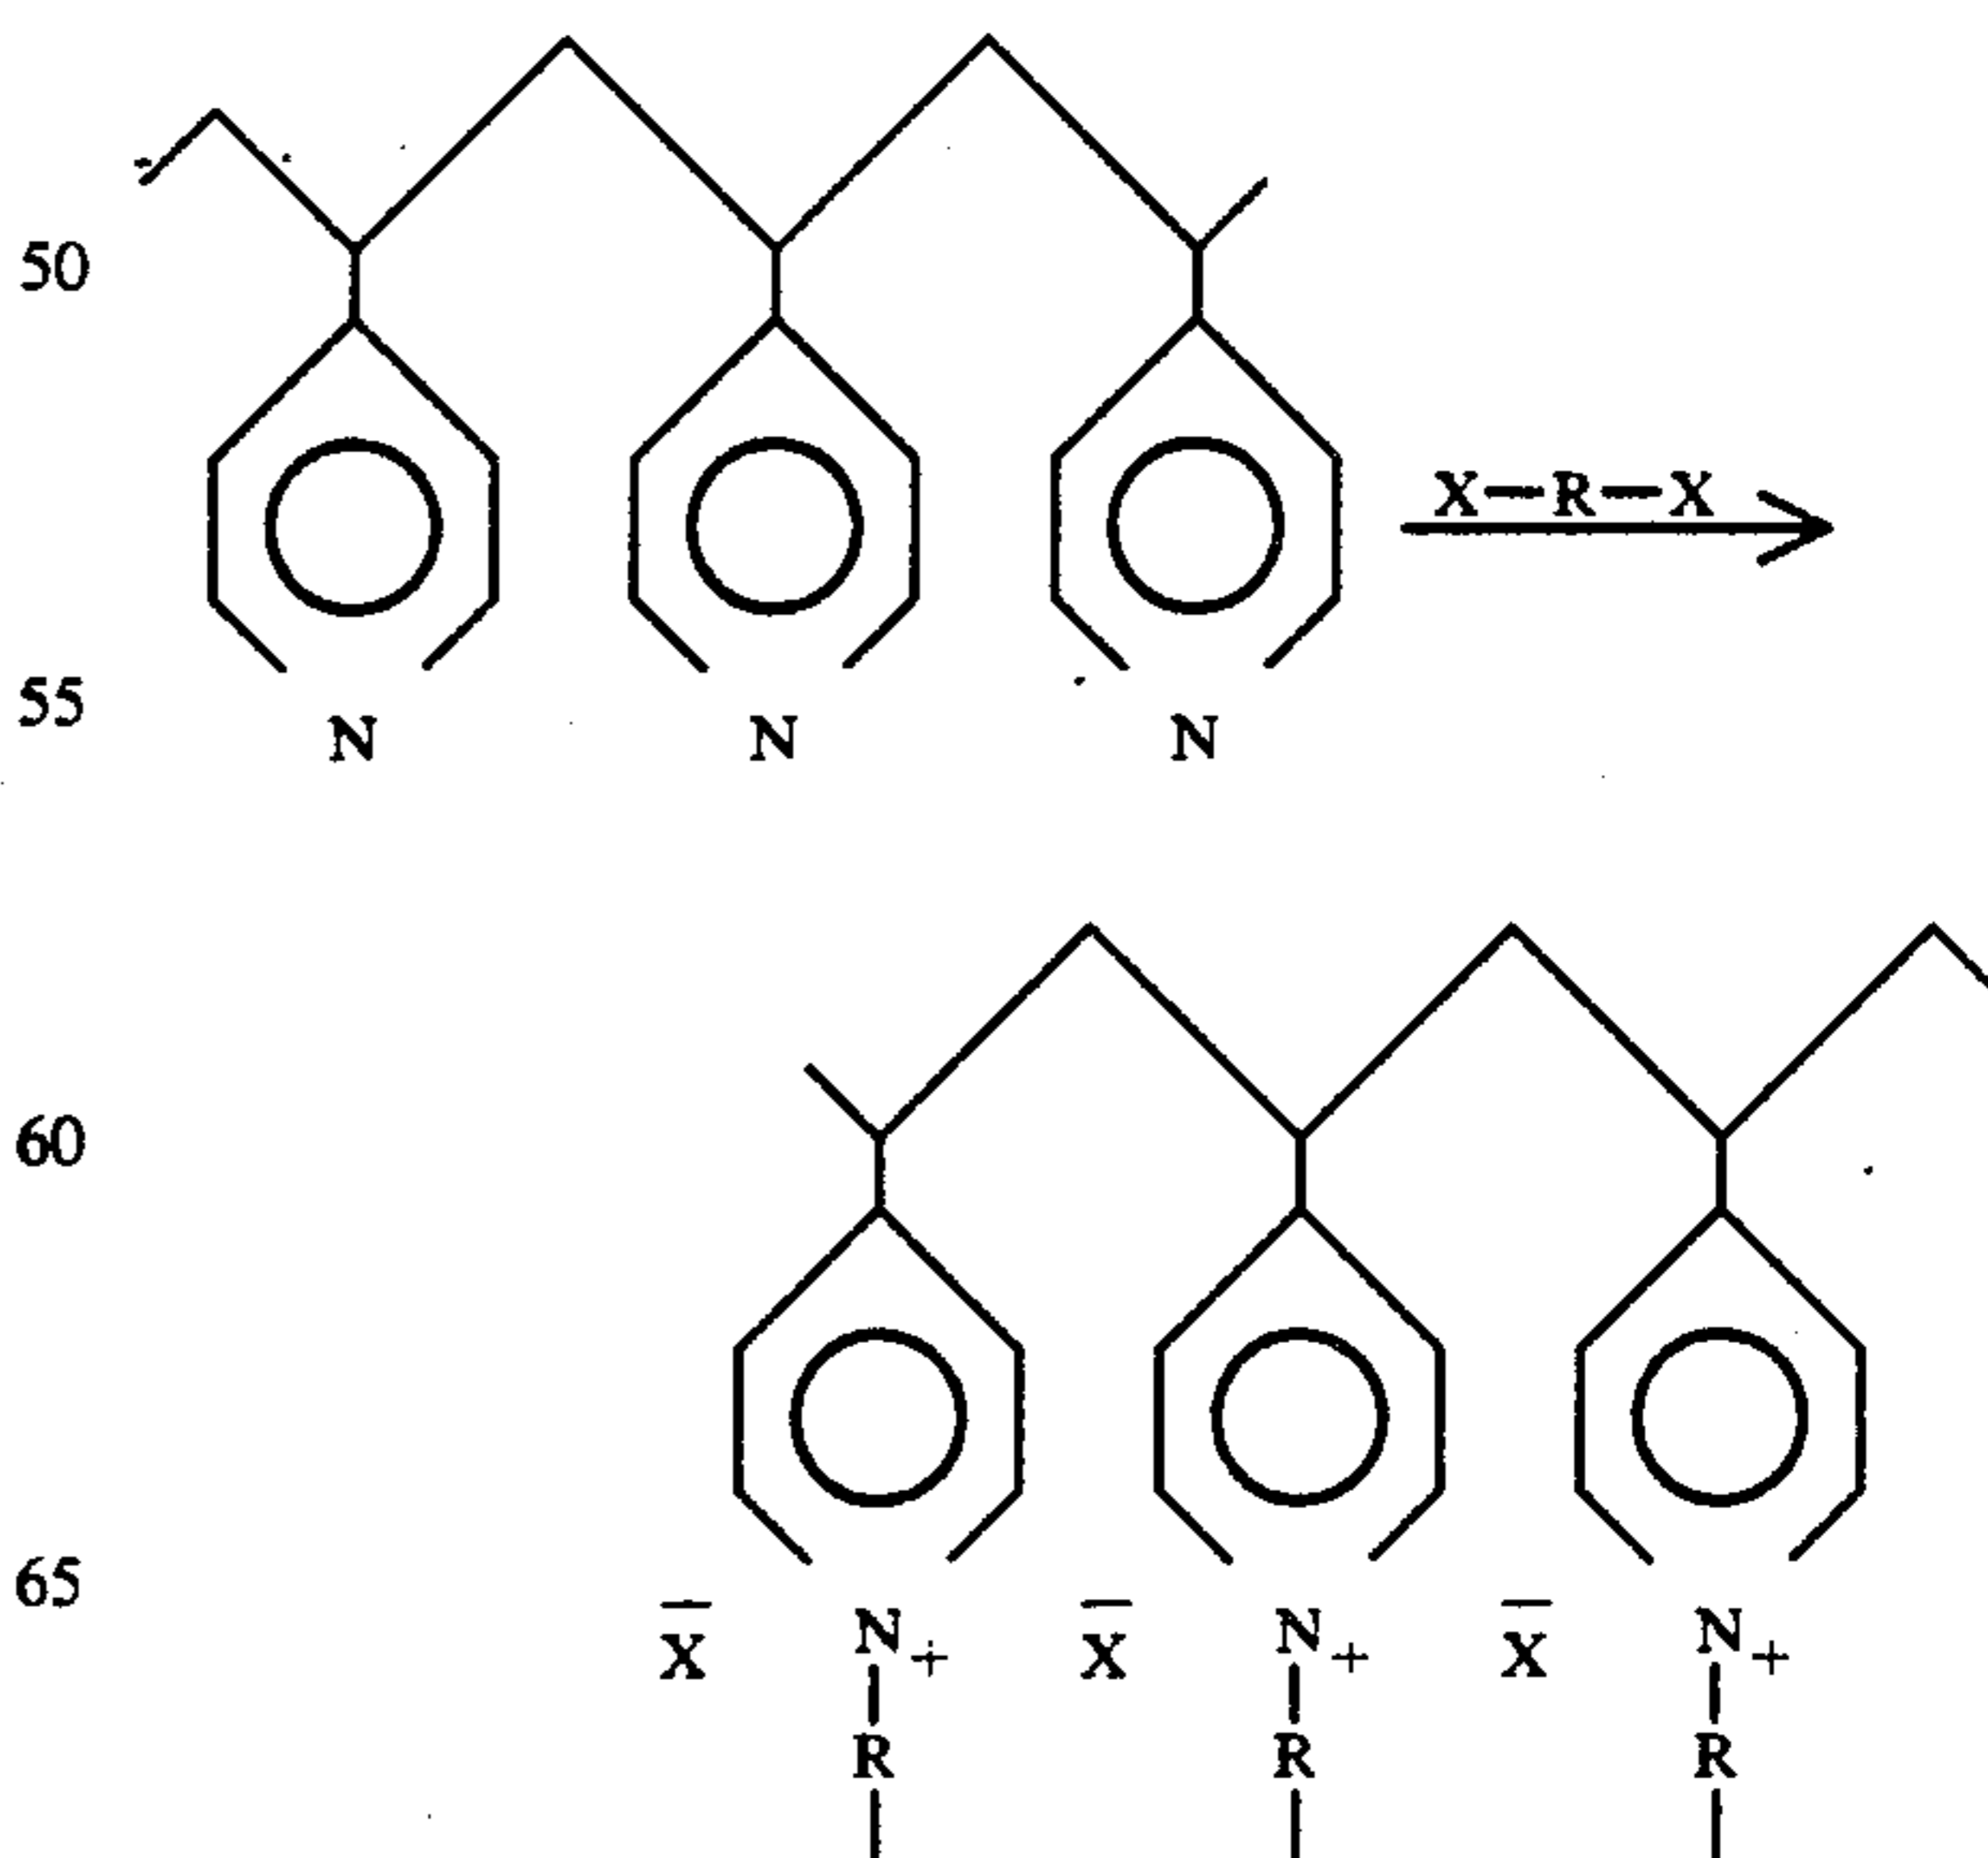 50
X—R—X
55
N N N
60
65
X̅ N+ X̅ N+ X̅ N+
R R R